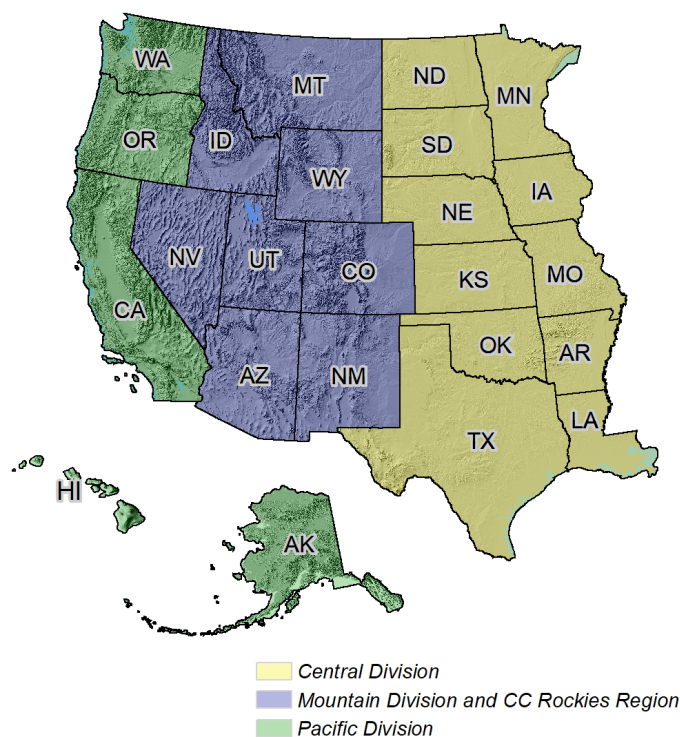 WA
MT
ND
MN
OR
ID
SD
WY
IA
NE
NV
UT
CO
KS
MO
CA
OK
AR
AZ
NM
LA
TX
HI
AK
Central Division
Mountain Division and CC Rockies Region
Pacific Division